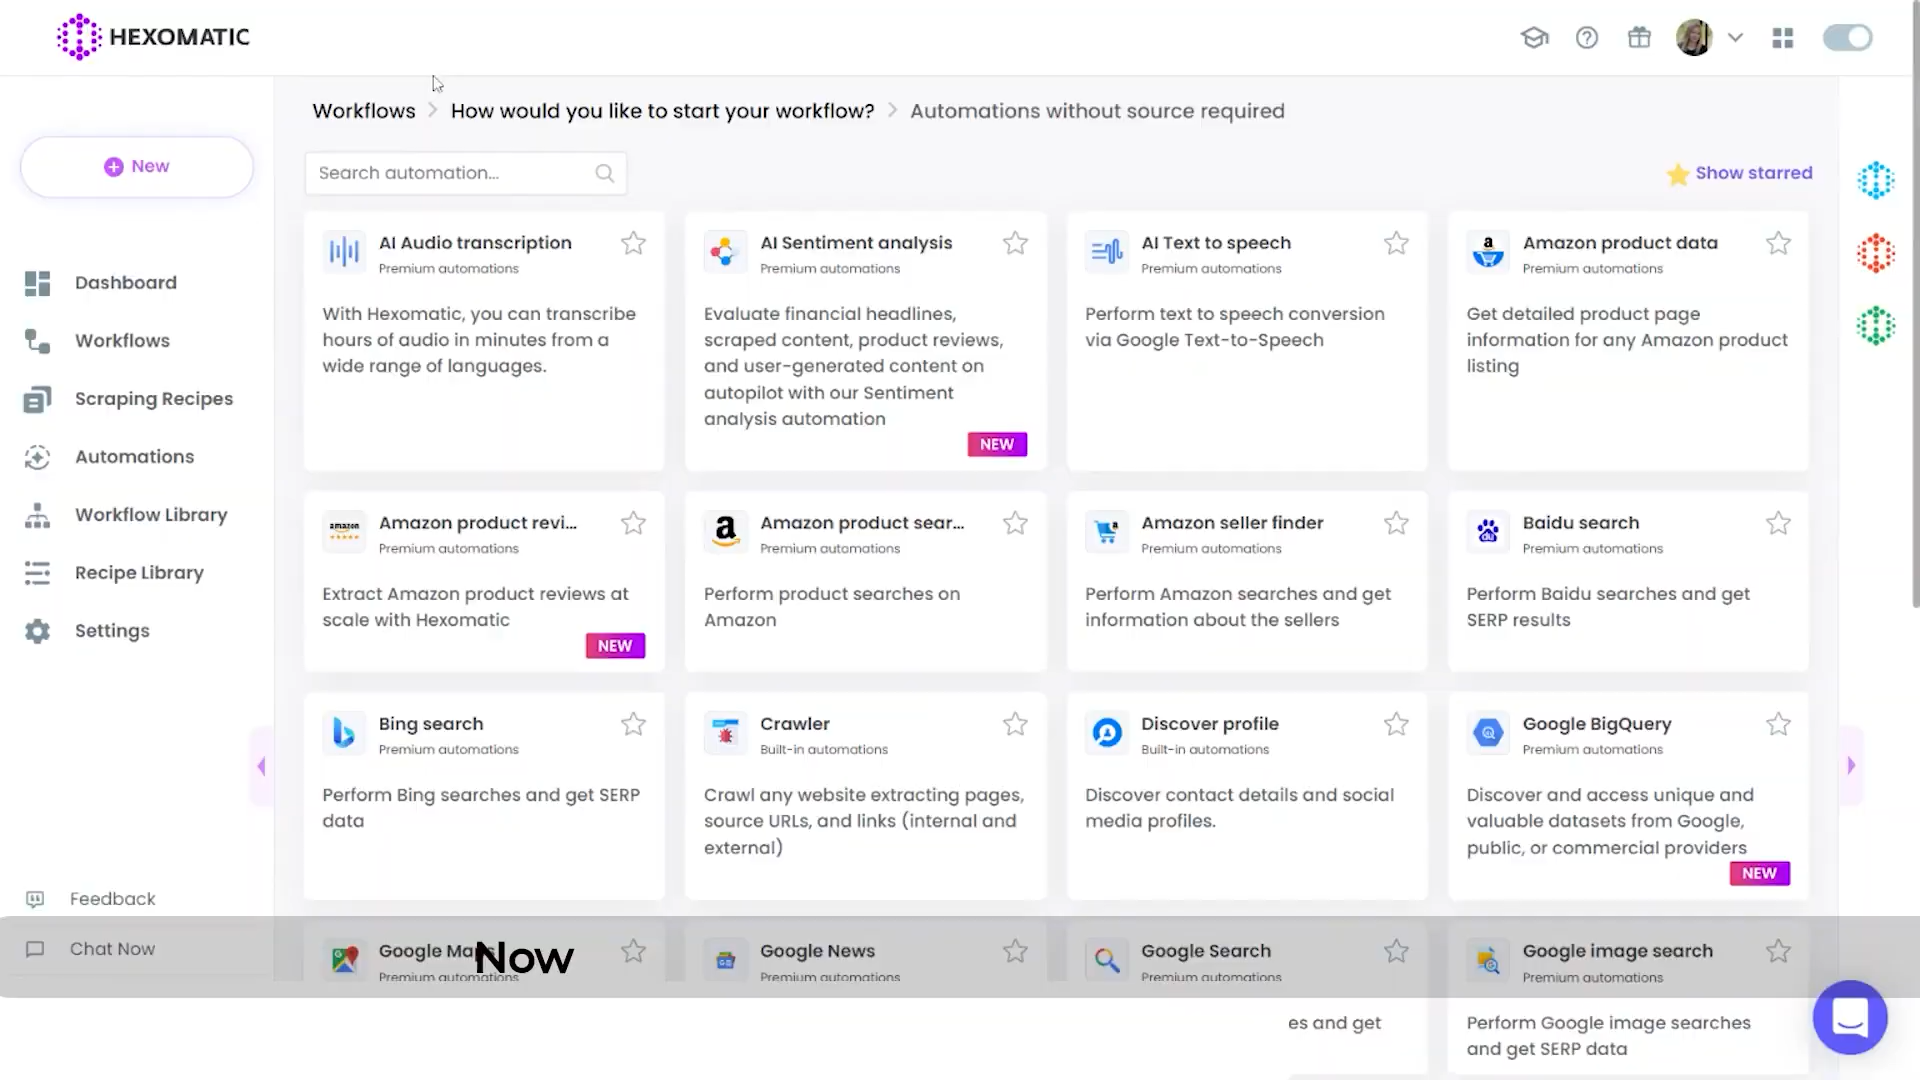 HEXOMATIC
Workflows > How would you like to start your workflow? > Automations without source required
New
Search automation...
Show starred
Dashboard
Workflows
Scraping Recipes
Automations
Workflow Library
Recipe Library
Settings
Feedback
Chat Now
AI Audio transcription
Premium automations
With Hexomatic, you can transcribe
hours of audio in minutes from a
wide range of languages.
AI Sentiment analysis
Premium automations
Evaluate financial headlines,
scraped content, product reviews,
and user-generated content on
autopilot with our Sentiment
analysis automation
NEW
AI Text to speech
Premium automations
Perform text to speech conversion
via Google Text-to-Speech
Amazon product data
Premium automations
Get detailed product page
information for any Amazon product
listing
amazon
Amazon product revi...
Premium automations
Extract Amazon product reviews at
scale with Hexomatic
NEW
Amazon product sear...
Premium automations
Perform product searches on
Amazon
Amazon seller finder
Premium automations
Perform Amazon searches and get
information about the sellers
Baidu search
Premium automations
Perform Baidu searches and get
SERP results
Bing search
Premium automations
Perform Bing searches and get SERP
data
Crawler
Built-in automations
Crawl any website extracting pages,
source URLs, and links (internal and
external)
Discover profile
Built-in automations
Discover contact details and social
media profiles.
Google BigQuery
Premium automations
Discover and access unique and
valuable datasets from Google,
public, or commercial providers
NEW
Google Maps
Premium automations
Now
Google News
Premium automations
Google Search
Premium automations
es and get
Google image search
Premium automations
Perform Google image searches
and get SERP data